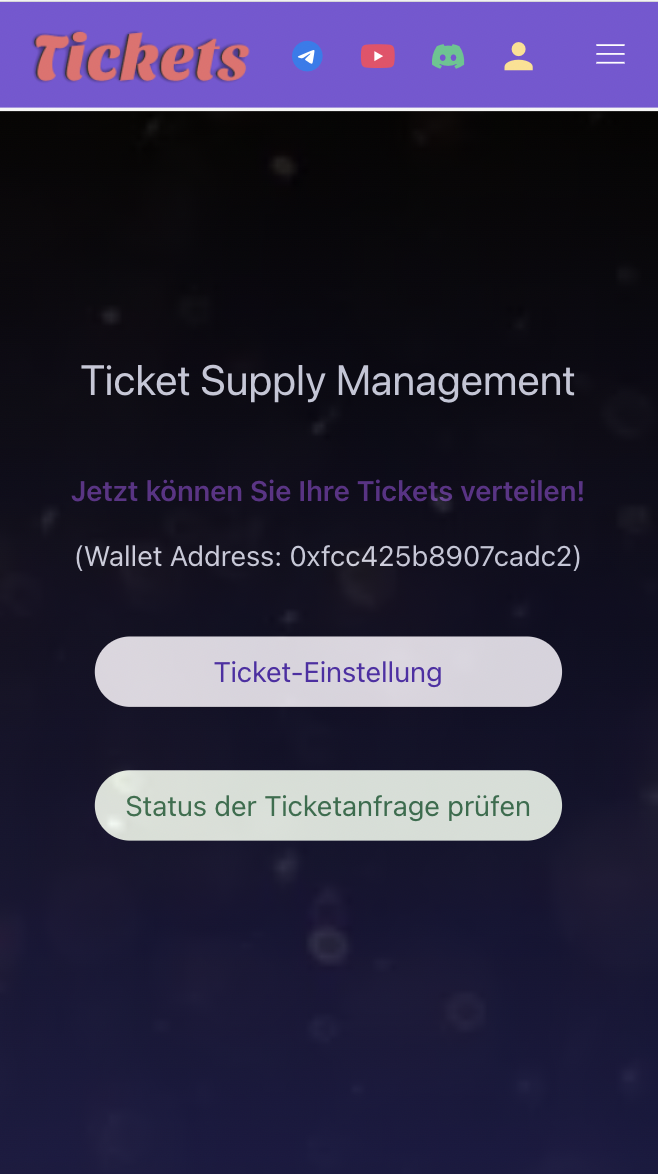 Tickets
Ticket Supply Management
Jetzt können Sie Ihre Tickets verteilen!
(Wallet Address: 0xfcc425b8907cadc2)
Ticket-Einstellung
Status der Ticketanfrage prüfen